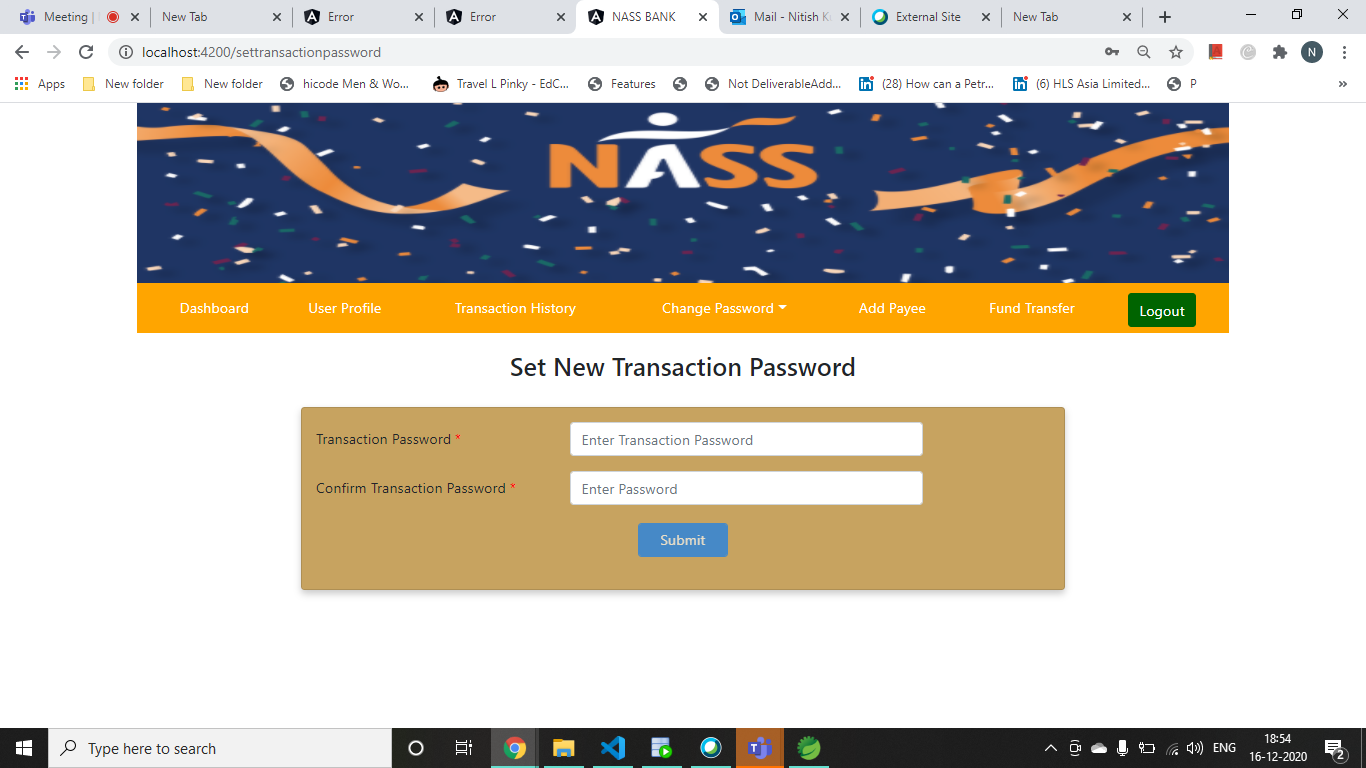 Meeting |
New Tab
Error
Error
NASS BANK
Mail - Nitish K
External Site
New Tab
localhost:4200/settransactionpassword
N
Apps
New folder
New folder
hicode Men & Wo...
Travel L Pinky - EdC...
Features
Not DeliverableAdd...
(28) How can a Petr...
(6) HLS Asia Limited...
P
»
NASS
Dashboard
User Profile
Transaction History
Change Password
Add Payee
Fund Transfer
Logout
Set New Transaction Password
Transaction Password *
Enter Transaction Password
Confirm Transaction Password *
Enter Password
Submit
Type here to search
ENG
18:54
16-12-2020
2